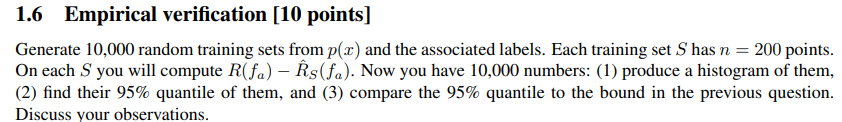 1.6 Empirical verification [10 points]
Generate 10,000 random training sets from p(x) and the associated labels. Each training set S has n = 200 points.
On each S you will compute R(fₐ) − R̂_S(fₐ). Now you have 10,000 numbers: (1) produce a histogram of them,
(2) find their 95% quantile of them, and (3) compare the 95% quantile to the bound in the previous question.
Discuss your observations.